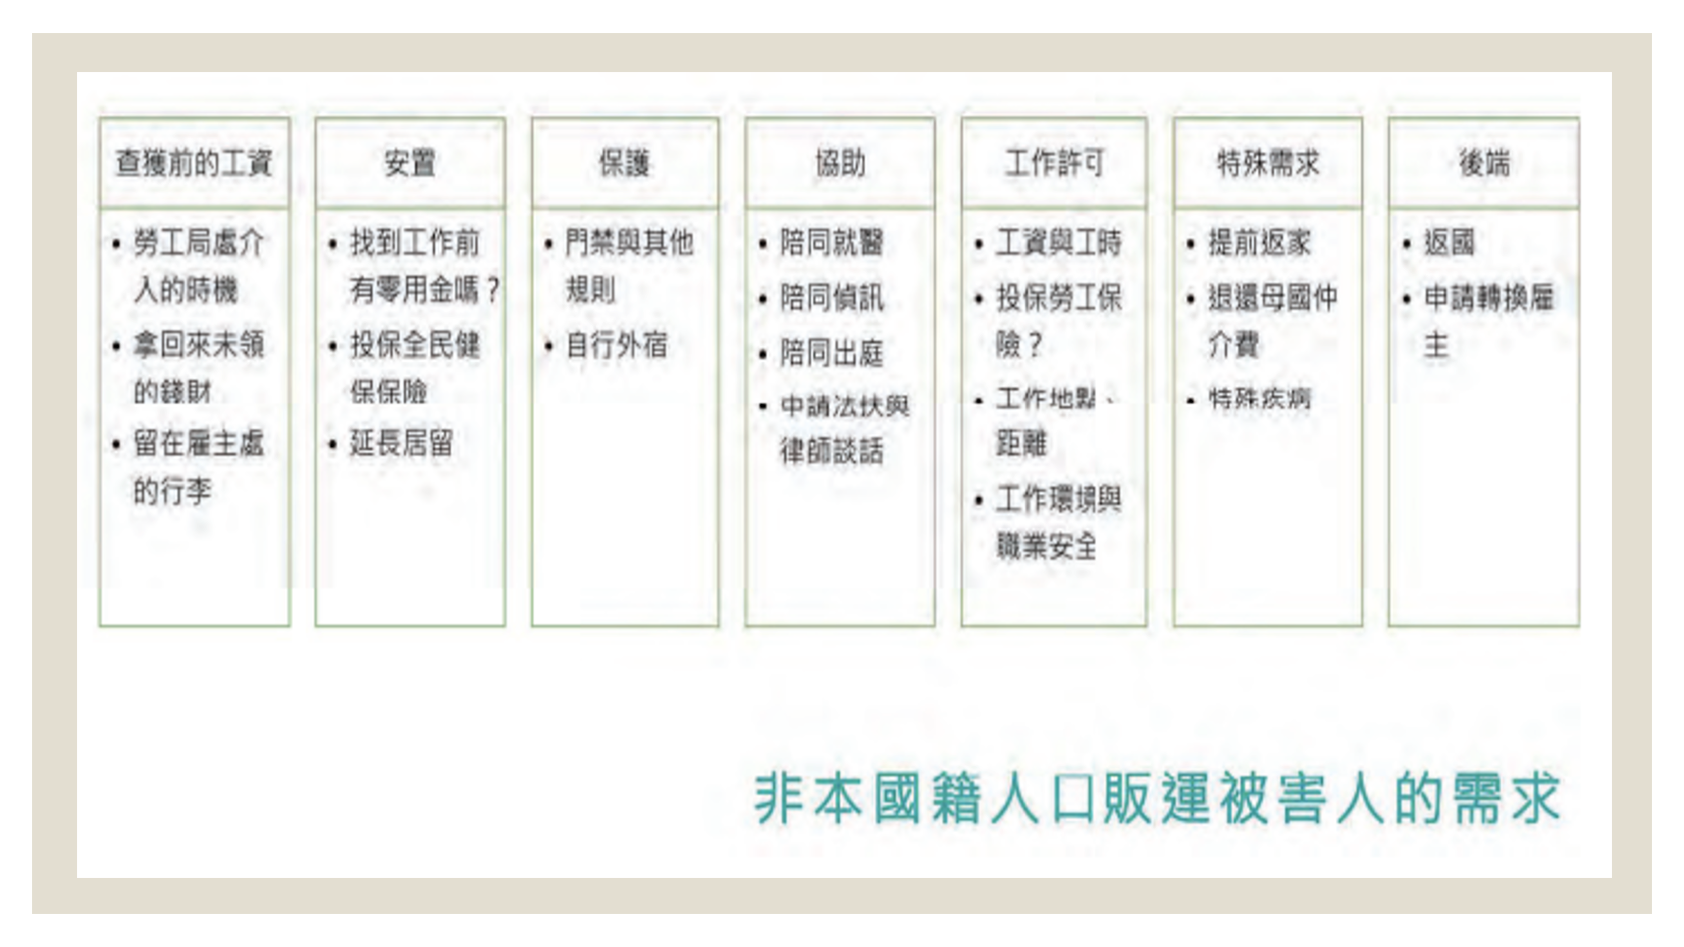 查獲前的工資
• 勞工局處介
入的時機
• 拿回來未領
的錢財
• 留在雇主處
的行李
安置
• 找到工作前
有零用金嗎？
• 投保全民健
保保險
• 延長居留
保護
• 門禁與其他
規則
• 自行外宿
協助
• 陪同就醫
• 陪同偵訊
• 陪同出庭
• 申請法扶與
律師談話
工作許可
• 工資與工時
• 投保勞工保
險？
• 工作地點、
距離
• 工作環境與
職業安全
特殊需求
• 提前返家
• 退還母國仲
介費
• 特殊疾病
後端
• 返國
• 申請轉換雇
主
非本國籍人口販運被害人的需求